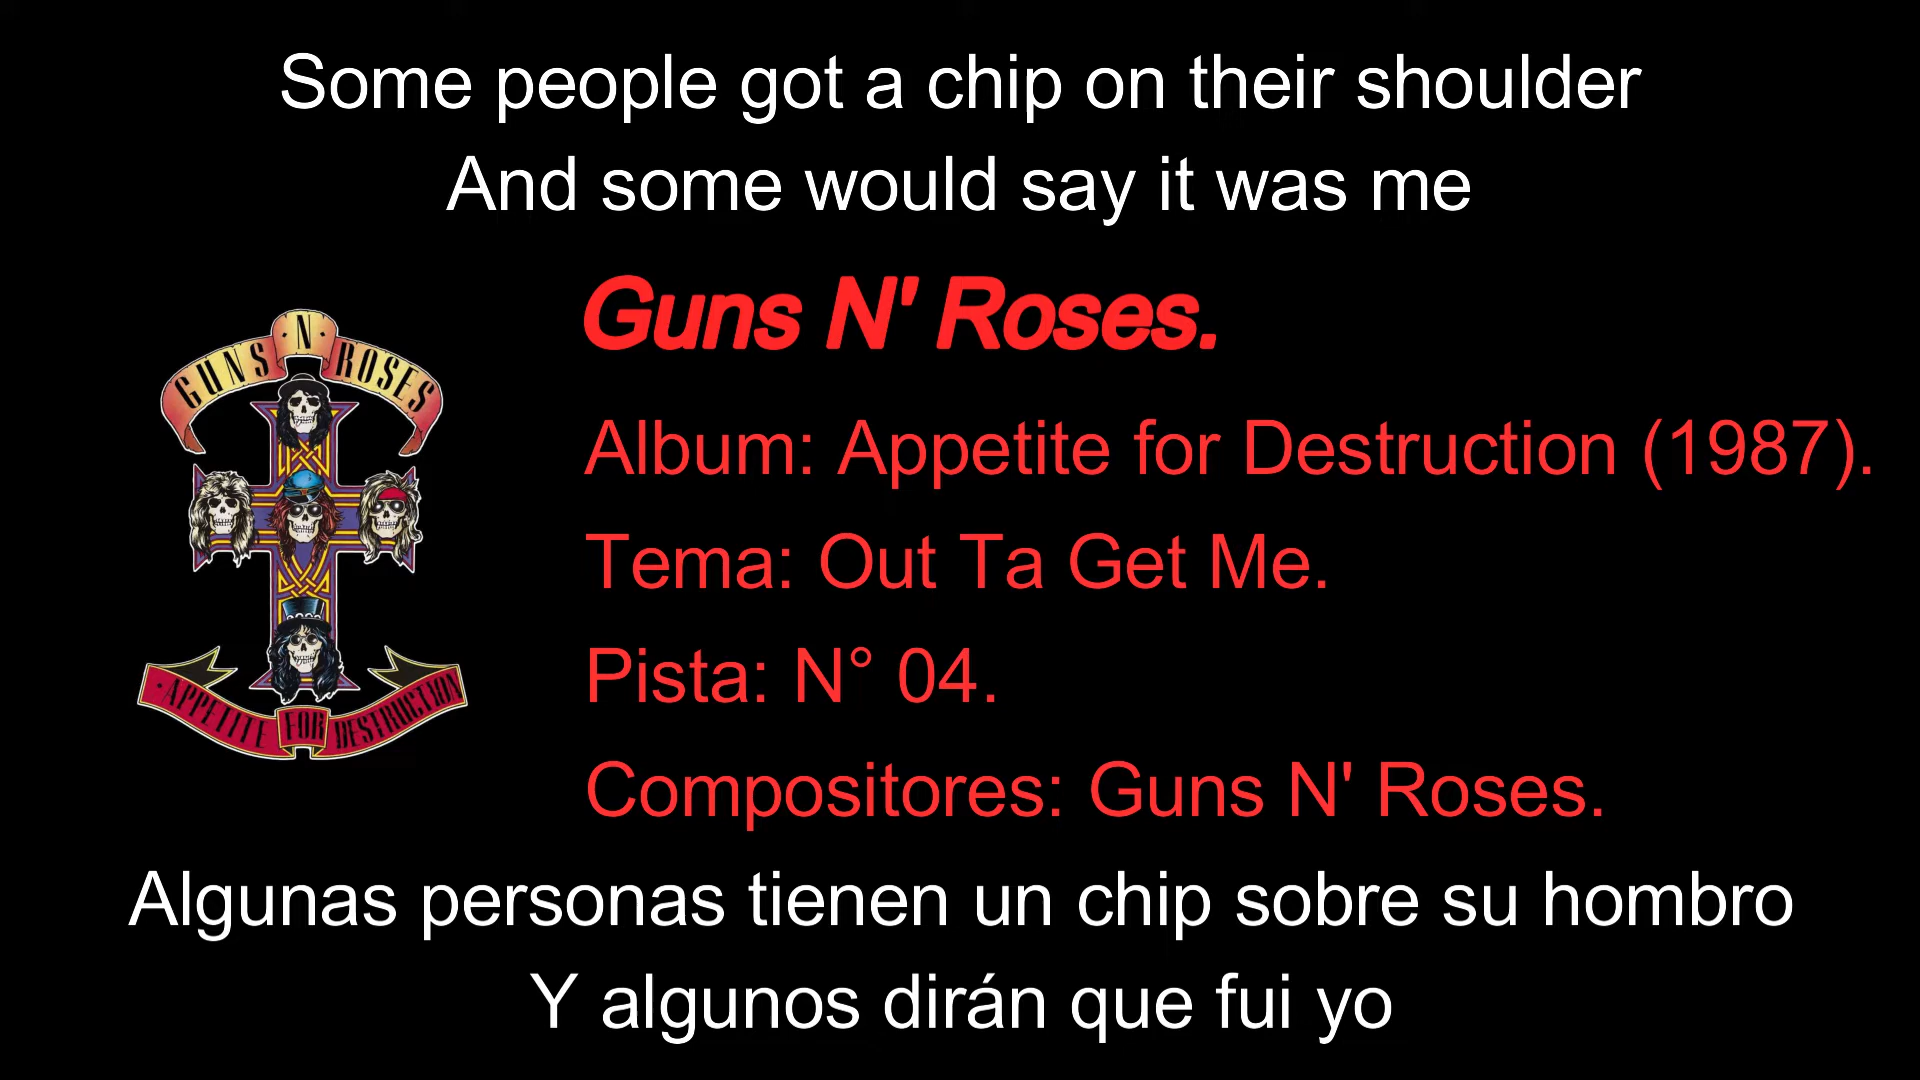 Some people got a chip on their shoulder
And some would say it was me
Guns N' Roses.
GUNS ·N· ROSES
Album: Appetite for Destruction (1987).
Tema: Out Ta Get Me.
Pista: N° 04.
·APPETITE FOR DESTRUCTION
Compositores: Guns N' Roses.
Algunas personas tienen un chip sobre su hombro
Y algunos dirán que fui yo